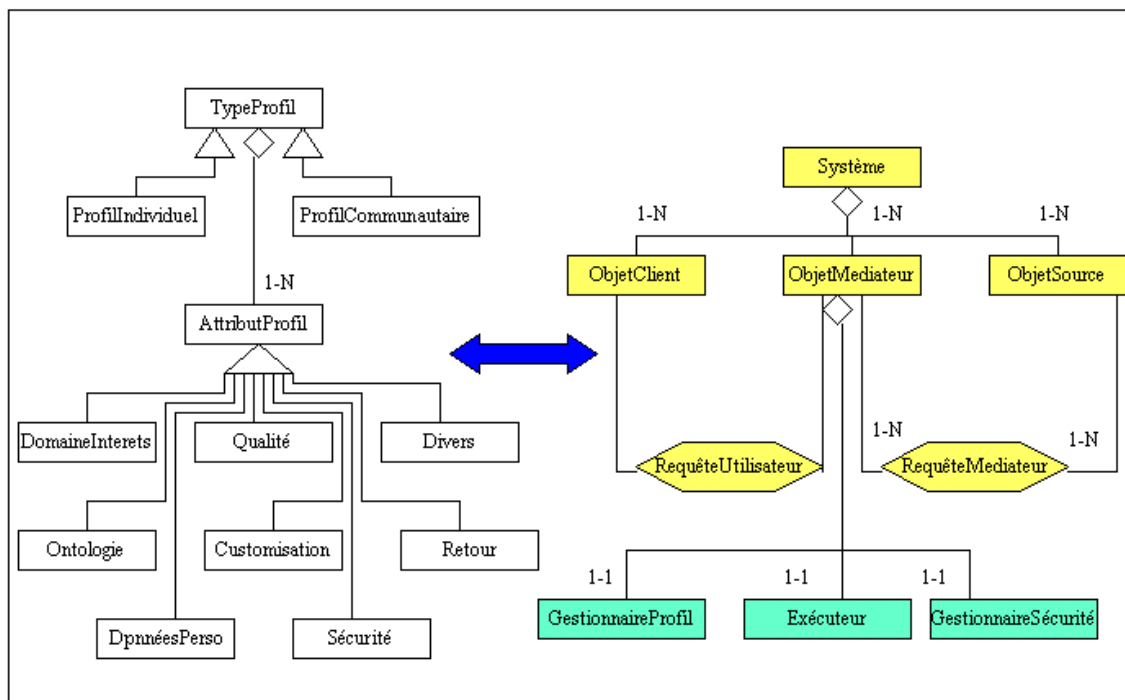 TypeProfil
ProfilIndividuel
ProfilCommunautaire
1-N
AttributProfil
DomaineInterets
Qualité
Divers
Ontologie
Customisation
Retour
DpnnéesPerso
Sécurité
Système
1-N
1-N
1-N
ObjetClient
ObjetMediateur
ObjetSource
1-N
1-N
RequêteUtilisateur
RequêteMediateur
1-1
1-1
1-1
GestionnaireProfil
Exécuteur
GestionnaireSécurité